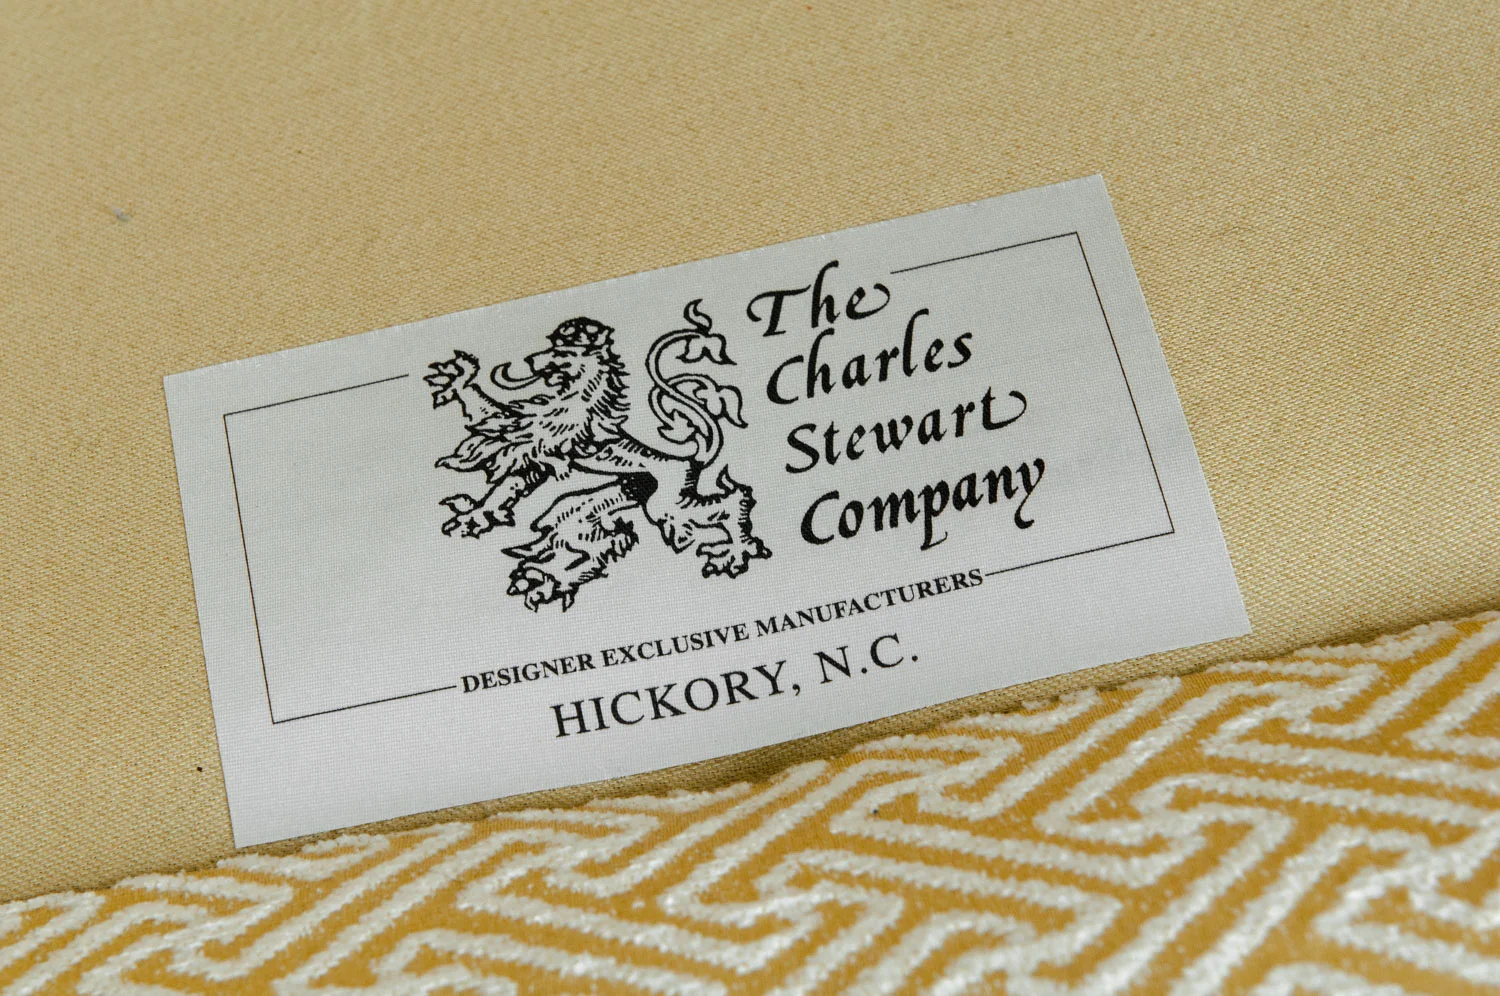 The
Charles
Stewart
Company
DESIGNER EXCLUSIVE MANUFACTURERS
HICKORY, N.C.